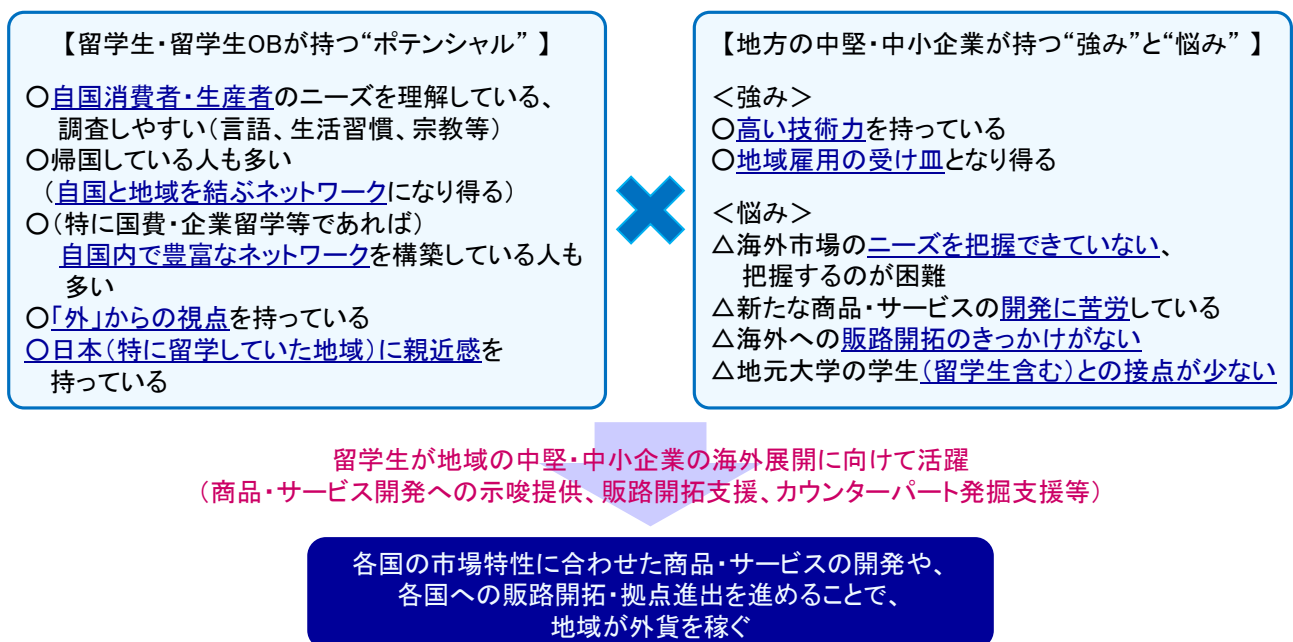 【留学生・留学生OBが持つ“ポテンシャル” 】
〇自国消費者・生産者のニーズを理解している、
調査しやすい（言語、生活習慣、宗教等）
〇帰国している人も多い
（自国と地域を結ぶネットワークになり得る）
〇（特に国費・企業留学等であれば）
自国内で豊富なネットワークを構築している人も
多い
〇「外」からの視点を持っている
〇日本（特に留学していた地域）に親近感を
持っている
【地方の中堅・中小企業が持つ“強み”と“悩み” 】
＜強み＞
〇高い技術力を持っている
〇地域雇用の受け皿となり得る
＜悩み＞
△海外市場のニーズを把握できていない、
把握するのが困難
△新たな商品・サービスの開発に苦労している
△海外への販路開拓のきっかけがない
△地元大学の学生（留学生含む）との接点が少ない
留学生が地域の中堅・中小企業の海外展開に向けて活躍
（商品・サービス開発への示唆提供、販路開拓支援、カウンターパート発掘支援等）
各国の市場特性に合わせた商品・サービスの開発や、
各国への販路開拓・拠点進出を進めることで、
地域が外貨を稼ぐ